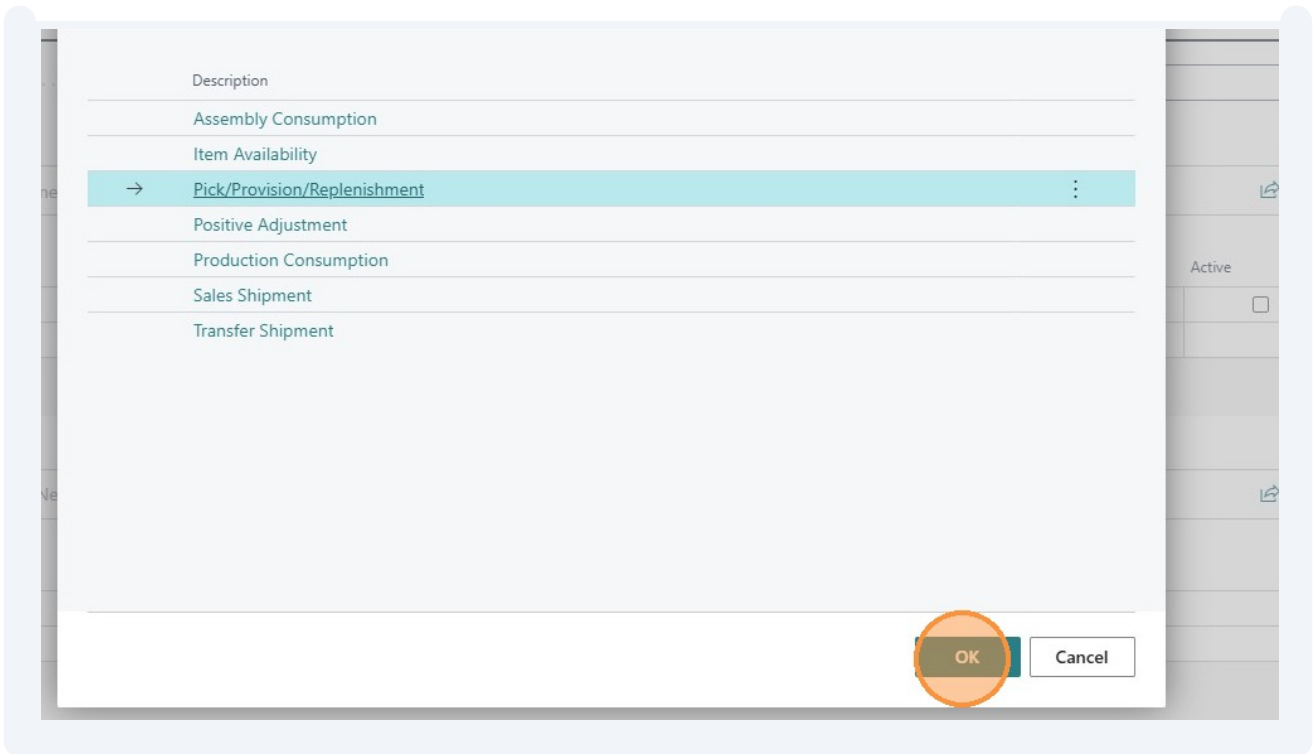 Description
Assembly Consumption
Item Availability
Pick/Provision/Replenishment
Positive Adjustment
Production Consumption
Active
Sales Shipment
Transfer Shipment
OK
Cancel